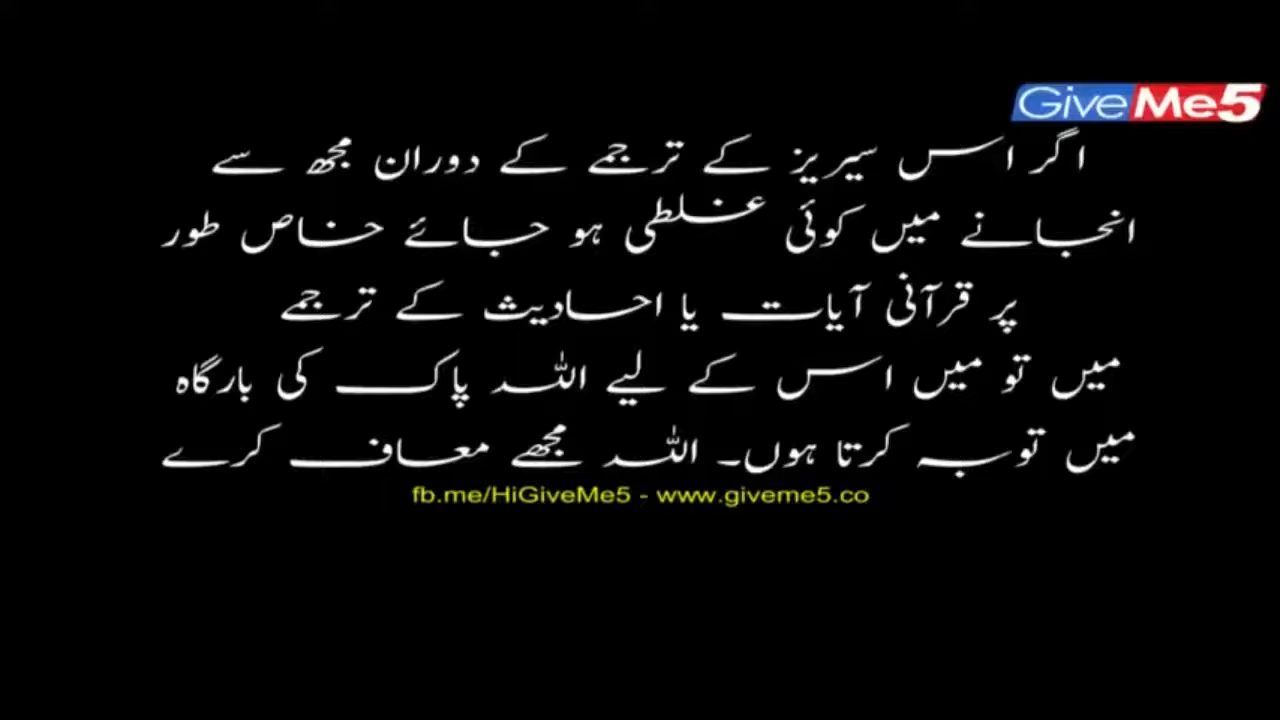 GiveMe5
اگر اس سیریز کے ترجمے کے دوران مجھ سے
انجانے میں کوئی غلطی ہو جائے خاص طور
پر قرآنی آیات یا احادیث کے ترجمے
میں تو میں اس کے لیے اللہ پاک کی بارگاہ
میں توبہ کرتا ہوں۔ اللہ مجھے معاف کرے
fb.me/HiGiveMe5 - www.giveme5.co